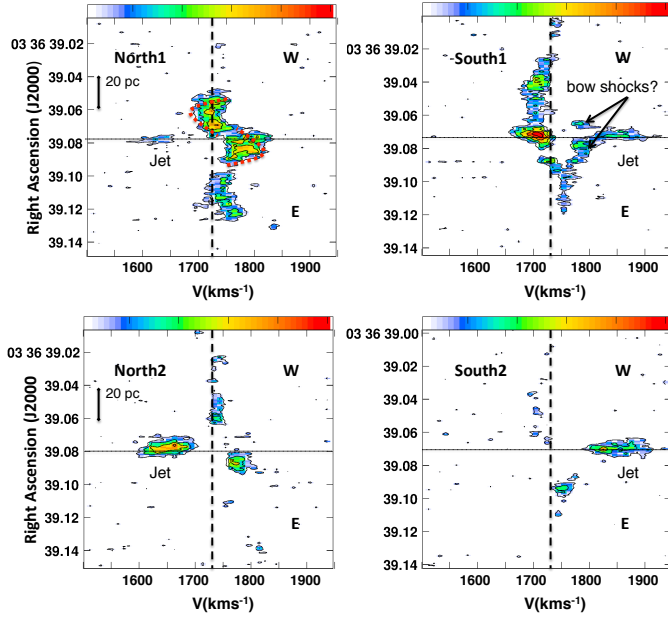 North1
W
03 36 39.02
39.04
39.06
39.08
39.10
39.12
39.14
20 pc
Jet
E
Right Ascension (J2000)
1600 1700 1800 1900
V(kms-1)
South1
W
bow shocks?
03 36 39.00
39.02
39.04
39.06
39.08
39.10
39.12
39.14
Jet
E
1600 1700 1800 1900
V(kms-1)
North2
W
03 36 39.02
39.04
39.06
39.08
39.10
39.12
39.14
20 pc
Jet
E
Right Ascension (J2000
1600 1700 1800 1900
V(kms-1)
South2
W
03 36 39.00
39.02
39.04
39.06
39.08
39.10
39.12
39.14
Jet
E
1600 1700 1800 1900
V(kms-1)